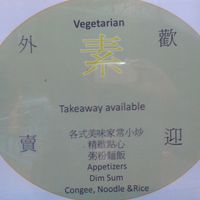 Vegetarian
外 歡
素
Takeaway available
賣 迎
各式美味家常小炒
精緻點心
粥粉麵飯
Appetizers
Dim Sum
Congee, Noodle &Rice